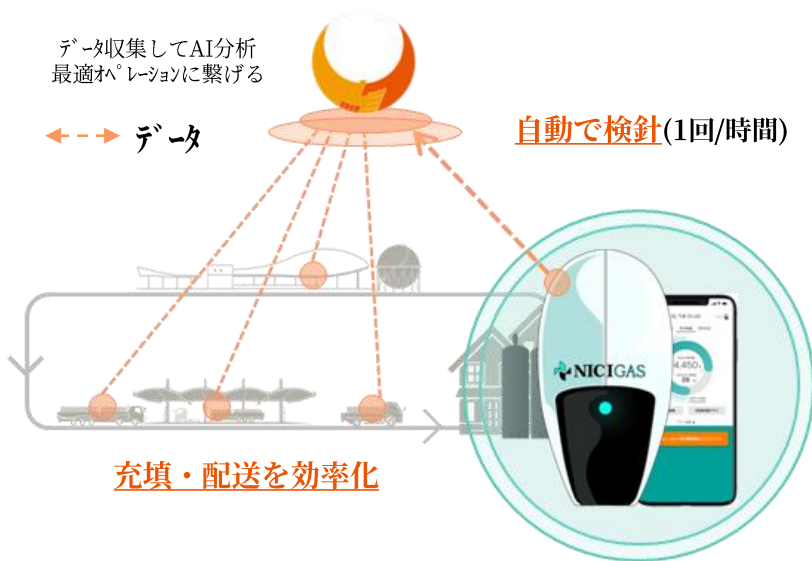 ﾃﾞｰﾀ収集してAI分析
最適ｵﾍﾟﾚｰｼｮﾝに繋げる
データ
自動で検針(1回/時間)
NICIGAS
充填・配送を効率化